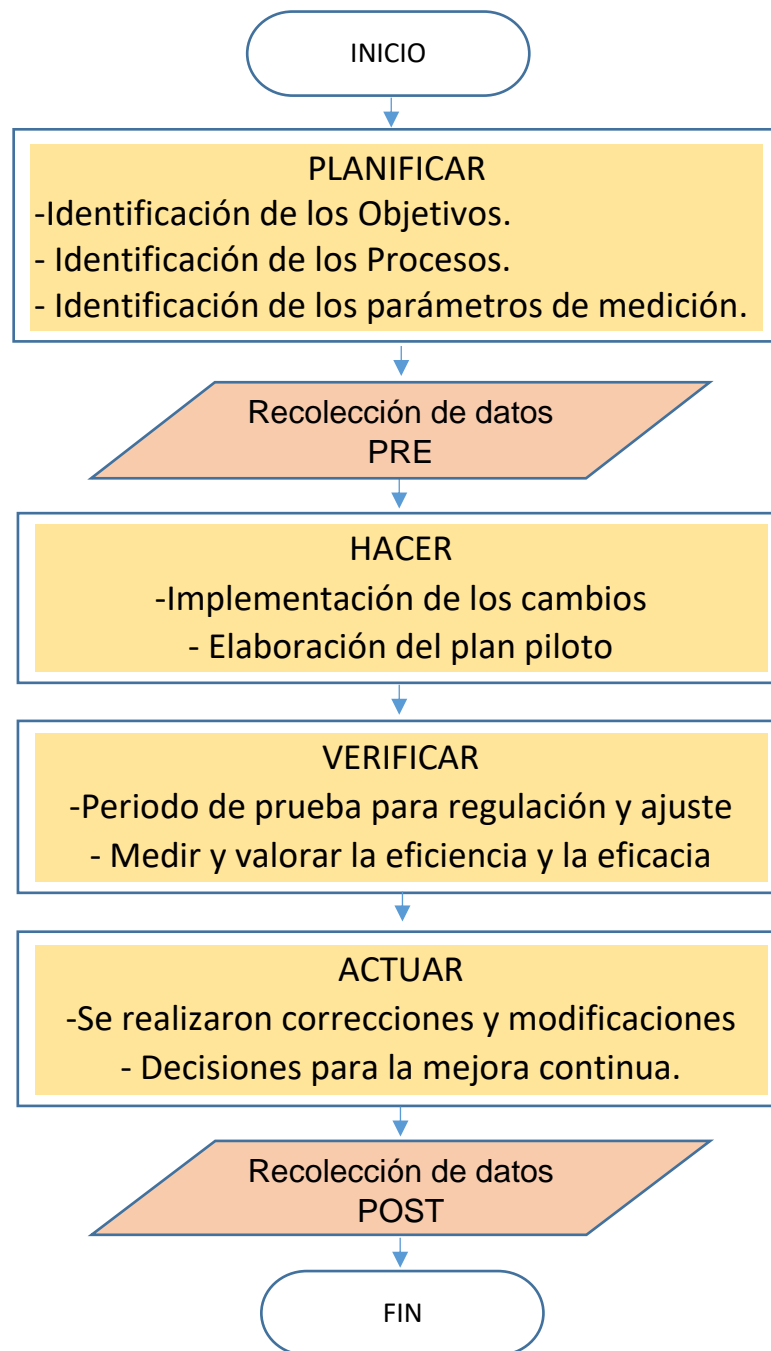 INICIO
PLANIFICAR
-Identificación de los Objetivos.
- Identificación de los Procesos.
- Identificación de los parámetros de medición.
Recolección de datos
PRE
HACER
-Implementación de los cambios
- Elaboración del plan piloto
VERIFICAR
-Periodo de prueba para regulación y ajuste
- Medir y valorar la eficiencia y la eficacia
ACTUAR
-Se realizaron correcciones y modificaciones
- Decisiones para la mejora continua.
Recolección de datos
POST
FIN